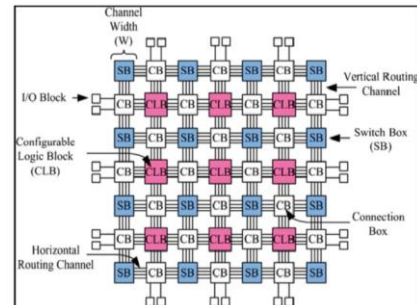 Channel
Width
(W)
SB CB SB CB SB CB SB
Vertical Routing
Channel
I/O Block
CB CLB CB CLB CB CLB CB
SB CB SB CB SB CB SB
Switch Box
(SB)
Configurable
Logic Block
(CLB)
CB CLB CB CLB CB CLB CB
SB CB SB CB SB CB SB
Connection
Box
CB CLB CB CLB CB CLB CB
Horizontal
Routing Channel
SB CB SB CB SB CB SB